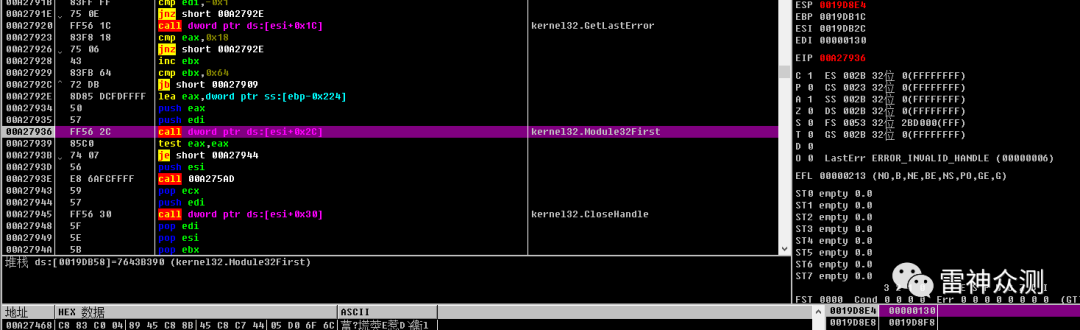 00A2791B 83FF FF cmp edi,-0x1
00A2791E 75 0E jnz short 00A2792E
00A27920 FF56 1C call dword ptr ds:[esi+0x1C] kernel32.GetLastError
00A27923 83F8 18 cmp eax,0x18
00A27926 75 06 jnz short 00A2792E
00A27928 43 inc ebx
00A27929 83FB 64 cmp ebx,0x64
00A2792C 72 DB jb short 00A27909
00A2792E 8D85 DCFDFFFF lea eax,dword ptr ss:[ebp-0x224]
00A27934 50 push eax
00A27935 57 push edi
00A27936 FF56 2C call dword ptr ds:[esi+0x2C] kernel32.Module32First
00A27939 85C0 test eax,eax
00A2793B 74 07 je short 00A27944
00A2793D 56 push esi
00A2793E E8 6AFCFFFF call 00A275AD
00A27943 59 pop ecx
00A27944 57 push edi
00A27945 FF56 30 call dword ptr ds:[esi+0x30] kernel32.CloseHandle
00A27948 5F pop edi
00A27949 5E pop esi
00A2794A 5B pop ebx
堆栈 ds:[0019DB58]=7643B390 (kernel32.Module32First)
地址 HEX 数据 ASCII
00A27468 C8 83 C0 04 89 45 C8 8B 45 C8 C7 44 05 D0 6F 6C
ESP 0019D8E4
EBP 0019DB1C
ESI 0019DB2C
EDI 00000130
EIP 00A27936
C 1 ES 002B 32位 0(FFFFFFFF)
P 0 CS 0023 32位 0(FFFFFFFF)
A 1 SS 002B 32位 0(FFFFFFFF)
Z 0 DS 002B 32位 0(FFFFFFFF)
S 0 FS 0053 32位 2BD000(FFF)
T 0 GS 002B 32位 0(FFFFFFFF)
D 0
O 0 LastErr ERROR_INVALID_HANDLE (00000006)
EFL 00000213 (NO,B,NE,BE,NS,PO,GE,G)
ST0 empty 0.0
ST1 empty 0.0
ST2 empty 0.0
ST3 empty 0.0
ST4 empty 0.0
ST5 empty 0.0
ST6 empty 0.0
ST7 empty 0.0
3 2
FST 0000 Cond 0 0 0 0 Err 0 0 0 0 0 0 0 0 (GT
0019D8E4 00000130
0019D8E8 0019D8F8
雷神众测